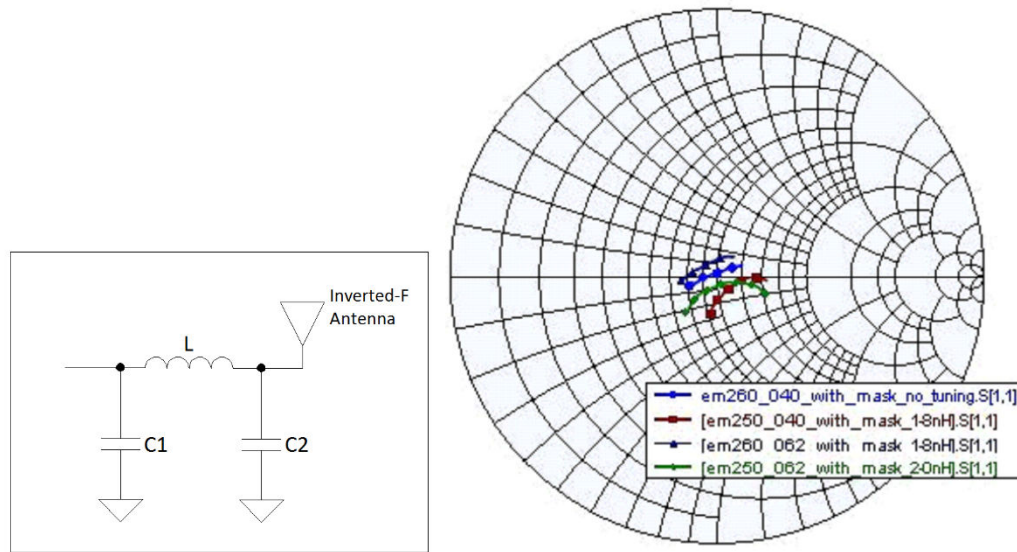 Inverted-F
Antenna
L
C1
C2
em260_040_with_mask_no_tuning.S[1,1]
[em250_040_with_mask_1-8nH].S[1,1]
[em260_062_with_mask_1-8nH].S[1,1]
[em250_062_with_mask_2-0nH].S[1,1]